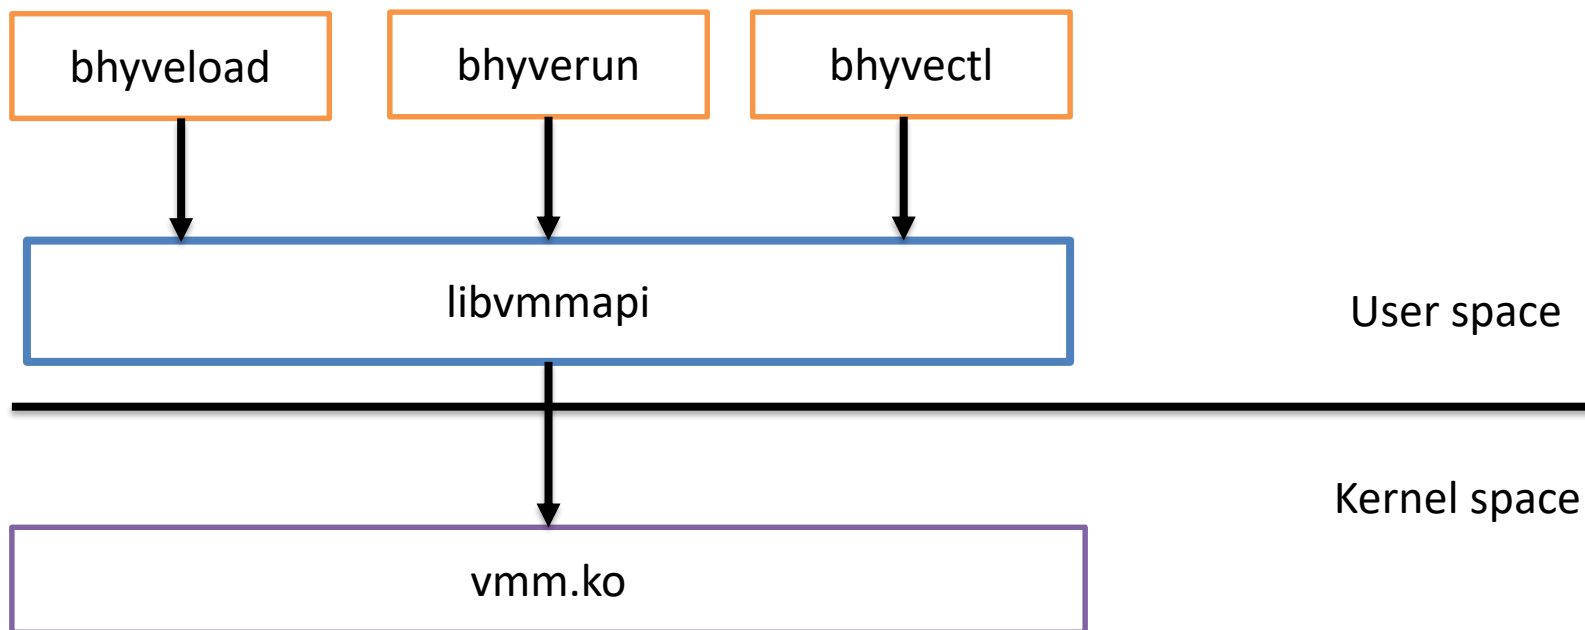 bhyveload
bhyverun
bhyvectl
libvmmapi
User space
Kernel space
vmm.ko